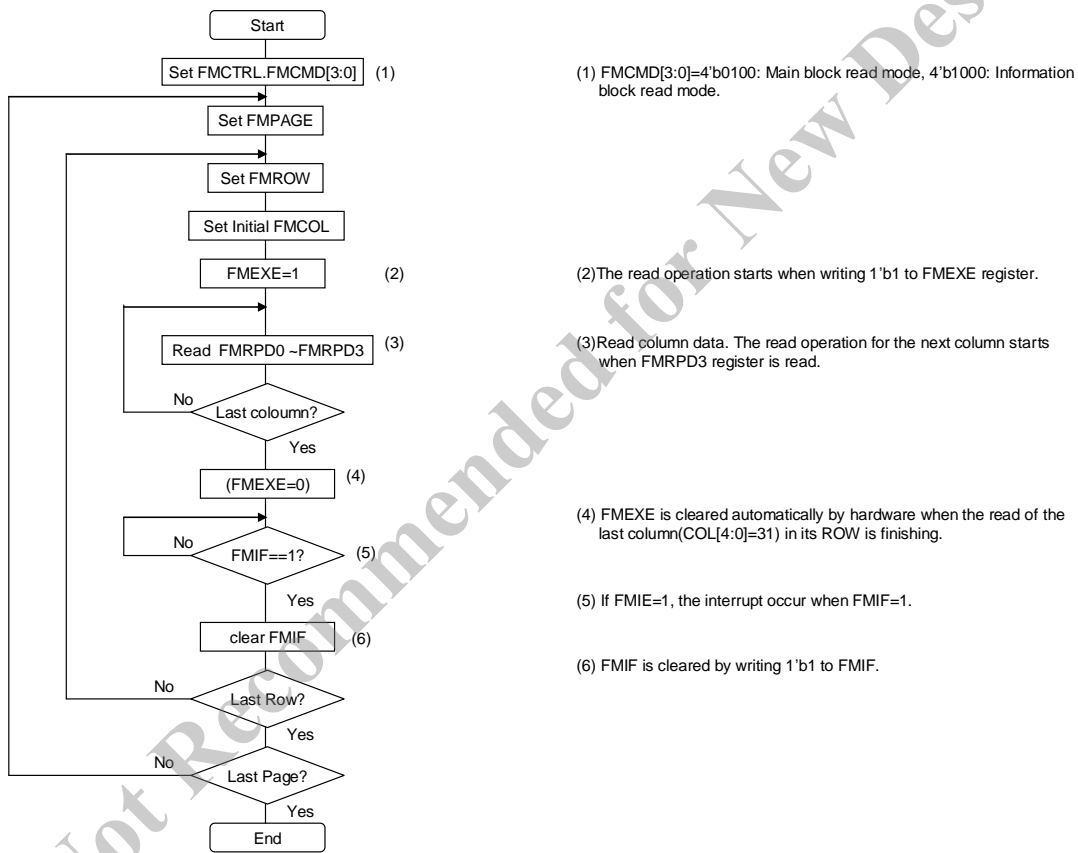 Start
Set FMCTRL.FMCMD[3:0] (1)
(1) FMCMD[3:0]=4'b0100: Main block read mode, 4'b1000: Information
block read mode.
Set FMPAGE
Set FMROW
Set Initial FMCOL
FMEXE=1 (2)
(2)The read operation starts when writing 1'b1 to FMEXE register.
Read FMRPD0 ~FMRPD3 (3)
(3)Read column data. The read operation for the next column starts
when FMRPD3 register is read.
No
Last coloumn?
Yes
(FMEXE=0) (4)
(4) FMEXE is cleared automatically by hardware when the read of the
last column(COL[4:0]=31) in its ROW is finishing.
No
FMIF==1? (5)
Yes
(5) If FMIE=1, the interrupt occur when FMIF=1.
clear FMIF (6)
(6) FMIF is cleared by writing 1'b1 to FMIF.
No
Last Row?
Yes
No
Last Page?
Yes
End
Not Recommended for New Des